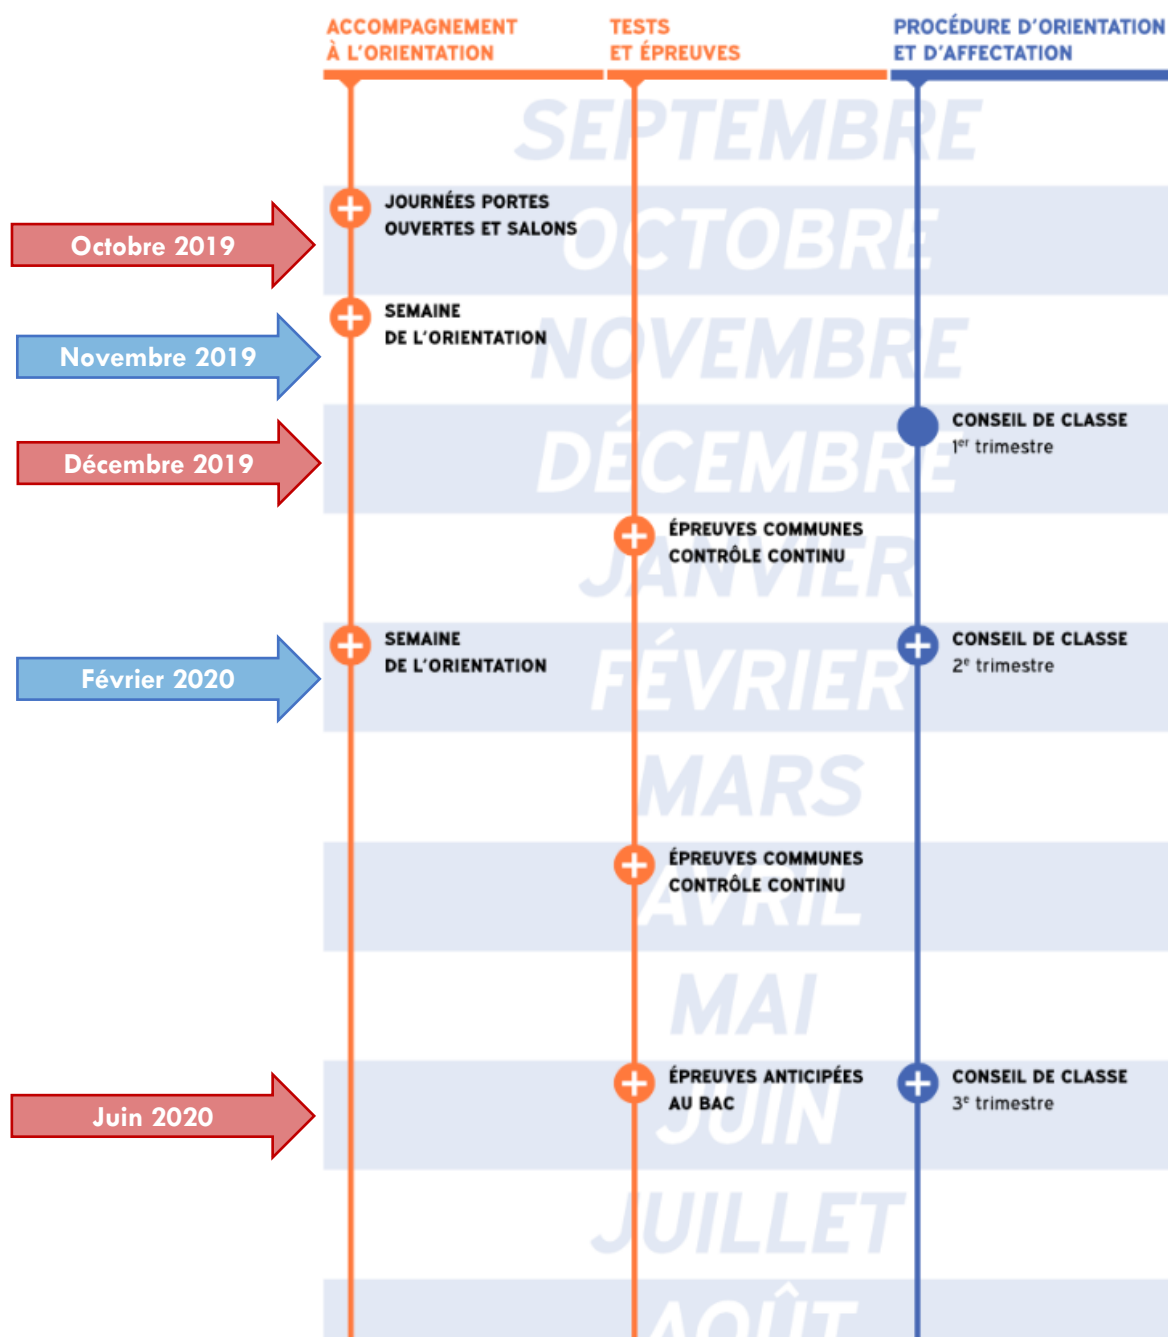 ACCOMPAGNEMENT
À L'ORIENTATION
TESTS
ET ÉPREUVES
PROCÉDURE D'ORIENTATION
ET D'AFFECTATION
SEPTEMBRE
Octobre 2019
JOURNÉES PORTES
OUVERTES ET SALONS
OCTOBRE
Novembre 2019
SEMAINE
DE L'ORIENTATION
NOVEMBRE
Décembre 2019
DÉCEMBRE
CONSEIL DE CLASSE
1er trimestre
ÉPREUVES COMMUNES
CONTRÔLE CONTINU
JANVIER
Février 2020
SEMAINE
DE L'ORIENTATION
FÉVRIER
CONSEIL DE CLASSE
2e trimestre
MARS
ÉPREUVES COMMUNES
CONTRÔLE CONTINU
AVRIL
MAI
Juin 2020
ÉPREUVES ANTICIPÉES
AU BAC
JUIN
CONSEIL DE CLASSE
3e trimestre
JUILLET
AOÛT